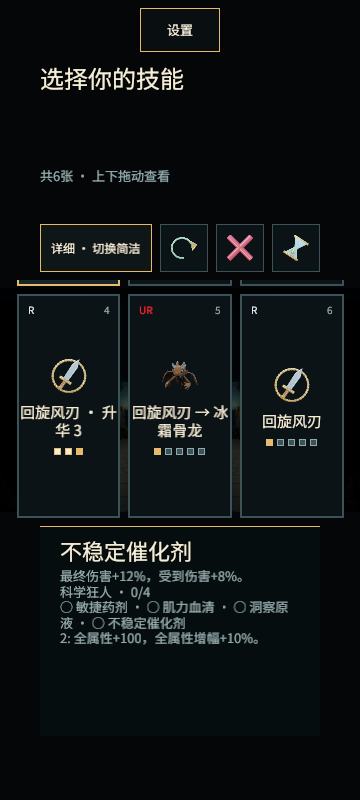 设置
选择你的技能
共6张 · 上下拖动查看
详细 · 切换简洁
R 4
UR 5
R 6
回旋风刃 · 升
华 3
回旋风刃 → 冰
霜骨龙
回旋风刃
不稳定催化剂
最终伤害+12%，受到伤害+8%。
科学狂人 · 0/4
〇 敏捷药剂 · 〇 肌力血清 · 〇 洞察原
液 · 〇 不稳定催化剂
2: 全属性+100，全属性增幅+10%。